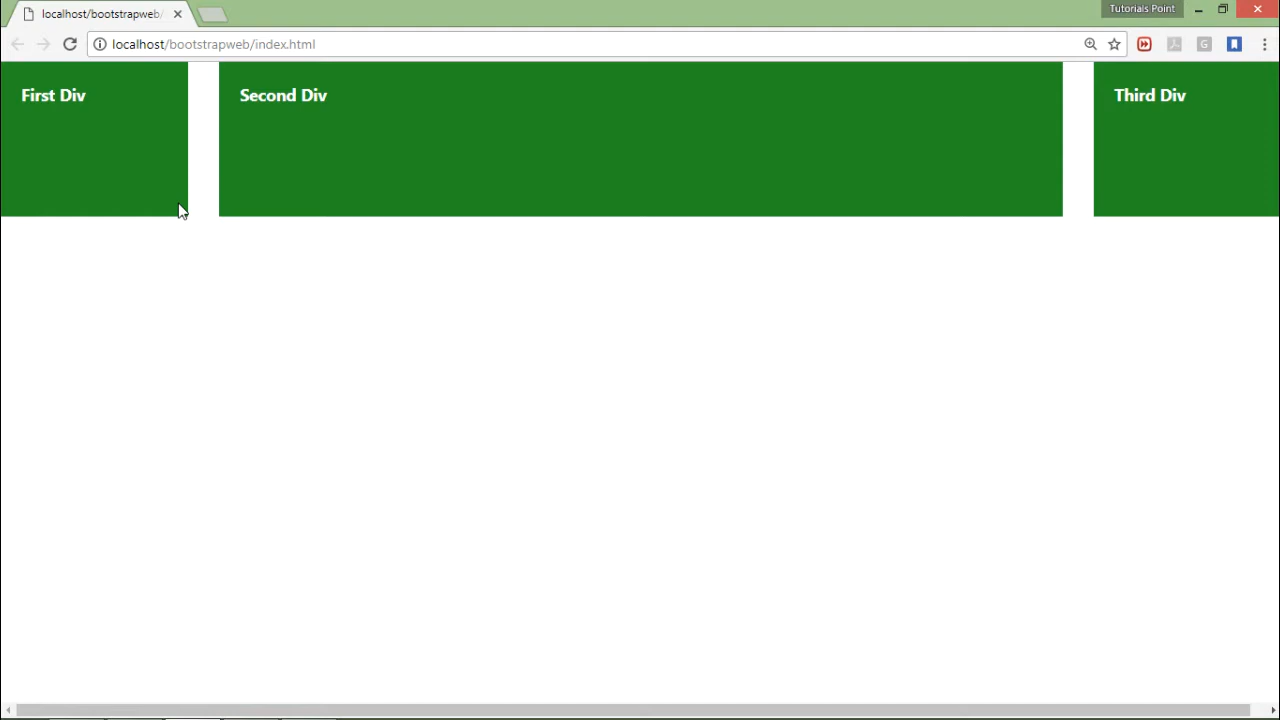 localhost/bootstrapweb/
Tutorials Point
localhost/bootstrapweb/index.html
First Div
Second Div
Third Div